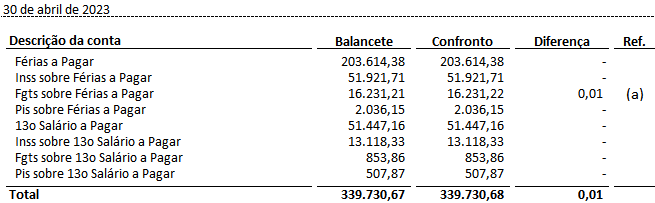 30 de abril de 2023
Descrição da conta Balancete Confronto Diferença Ref.
Férias a Pagar 203.614,38 203.614,38 -
Inss sobre Férias a Pagar 51.921,71 51.921,71 -
Fgts sobre Férias a Pagar 16.231,21 16.231,22 0,01 (a)
Pis sobre Férias a Pagar 2.036,15 2.036,15 -
13o Salário a Pagar 51.447,16 51.447,16 -
Inss sobre 13o Salário a Pagar 13.118,33 13.118,33 -
Fgts sobre 13o Salário a Pagar 853,86 853,86 -
Pis sobre 13o Salário a Pagar 507,87 507,87 -
Total 339.730,67 339.730,68 0,01